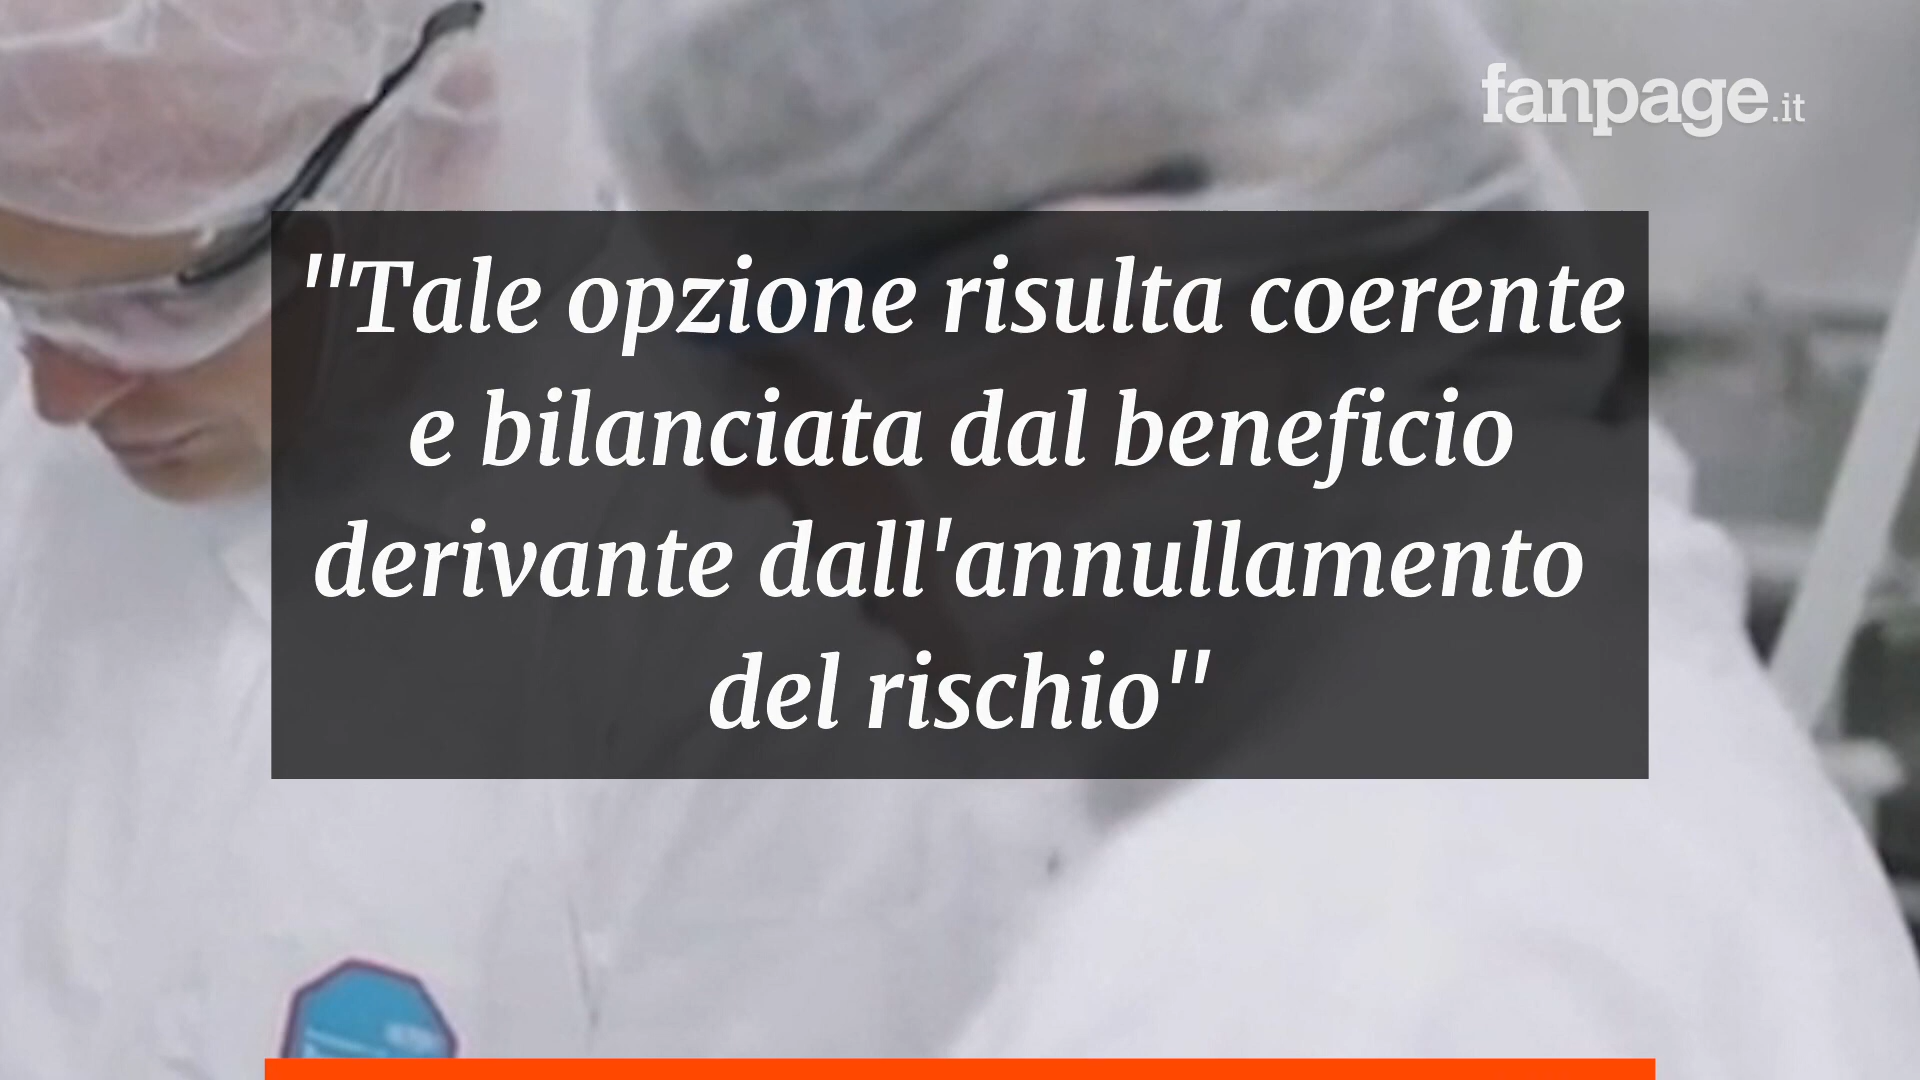 fanpage.it
"Tale opzione risulta coerente
e bilanciata dal beneficio
derivante dall'annullamento
del rischio"